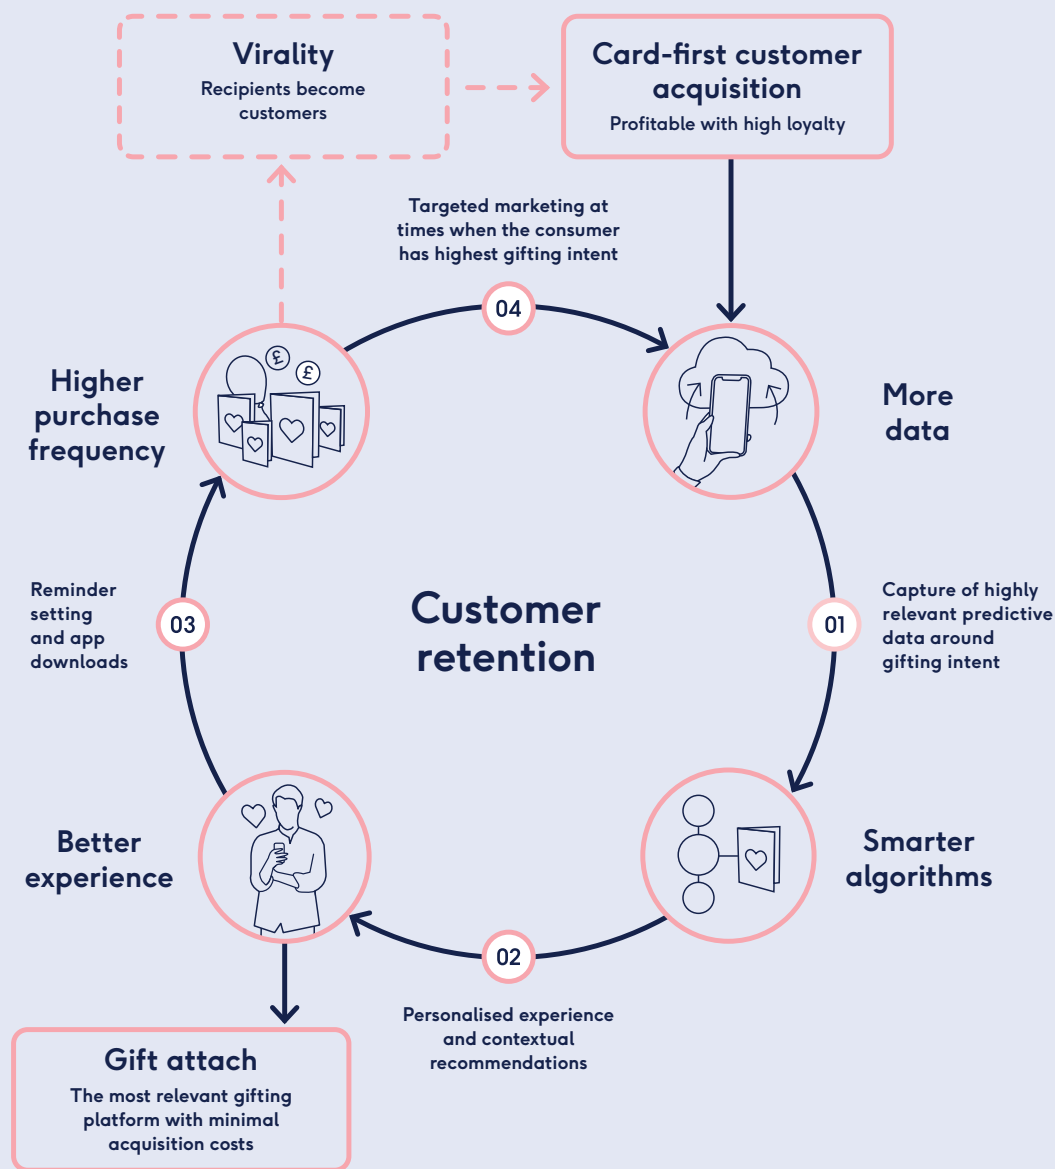 Virality
Recipients become
customers
Card-first customer
acquisition
Profitable with high loyalty
Targeted marketing at
times when the consumer
has highest gifting intent
04
Higher
purchase
frequency
£
£
More
data
Reminder
setting
and app
downloads
03
Customer
retention
01
Capture of highly
relevant predictive
data around
gifting intent
Better
experience
Smarter
algorithms
02
Personalised experience
and contextual
recommendations
Gift attach
The most relevant gifting
platform with minimal
acquisition costs